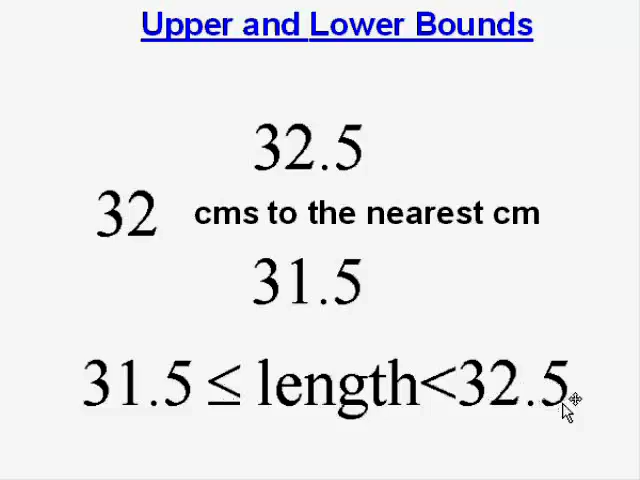 Upper and Lower Bounds
32.5
32 cms to the nearest cm
31.5
31.5 ≤ length<32.5